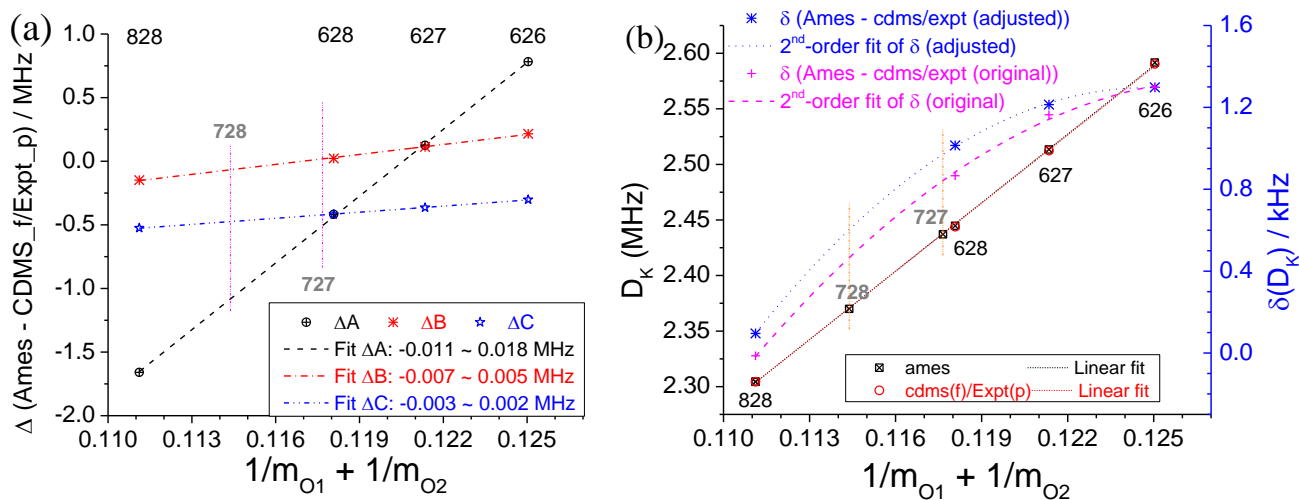 (a)
828 628 627 626
728
727
1.0
0.5
0.0
-0.5
-1.0
-1.5
-2.0
Δ (Ames - CDMS_f/Expt_p) / MHz
ΔA ΔB ΔC
Fit ΔA: -0.011 ~ 0.018 MHz
Fit ΔB: -0.007 ~ 0.005 MHz
Fit ΔC: -0.003 ~ 0.002 MHz
0.110 0.113 0.116 0.119 0.122 0.125
1/mO1 + 1/mO2
(b)
δ (Ames - cdms/expt (adjusted))
2nd-order fit of δ (adjusted)
δ (Ames - cdms/expt (original))
2nd-order fit of δ (original)
2.60
2.55
2.50
2.45
2.40
2.35
2.30
DK (MHz)
626
627
727
628
728
828
1.6
1.2
0.8
0.4
0.0
δ(DK) / kHz
ames Linear fit
cdms(f)/Expt(p) Linear fit
0.110 0.113 0.116 0.119 0.122 0.125
1/mO1 + 1/mO2